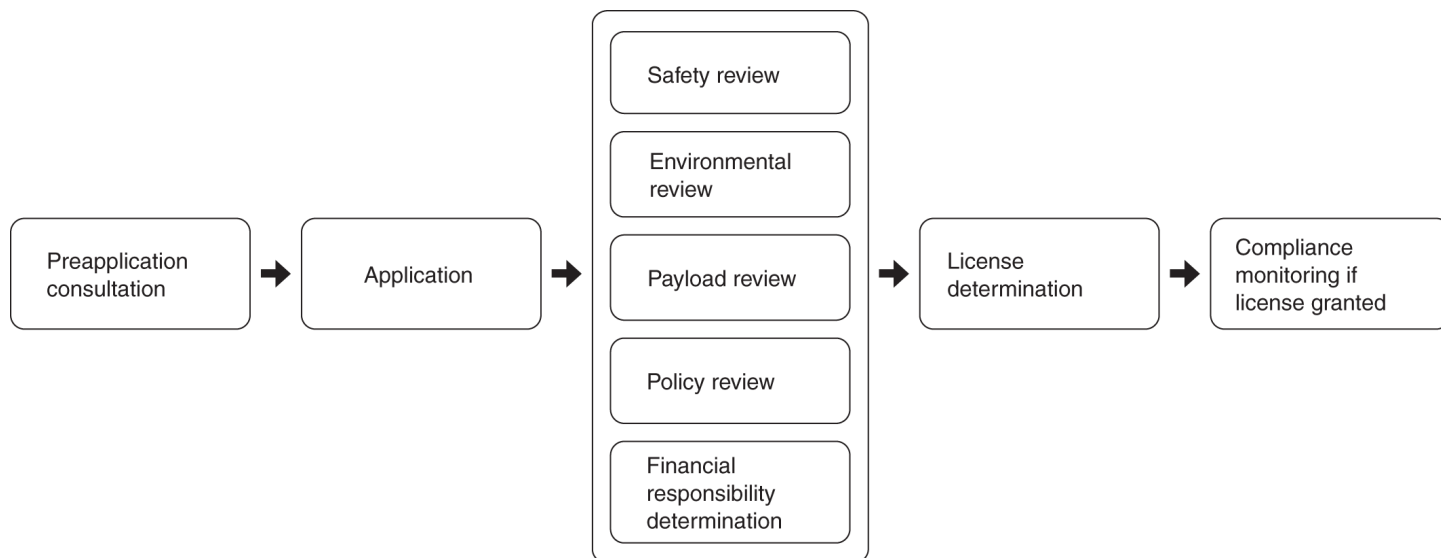 Preapplication
consultation
Application
Safety review
Environmental
review
Payload review
Policy review
Financial
responsibility
determination
License
determination
Compliance
monitoring if
license granted